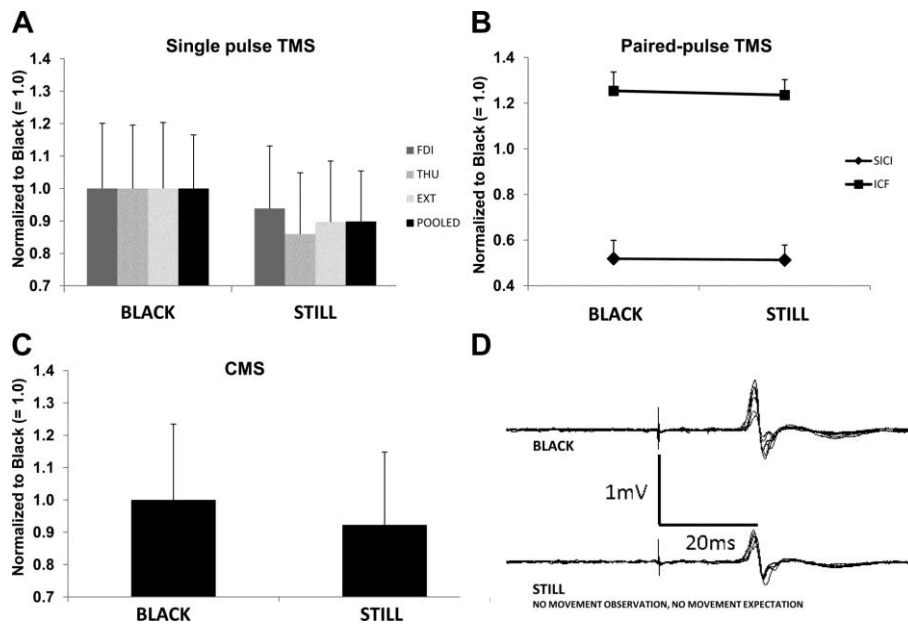 A
Single pulse TMS
Normalized to Black (= 1.0)
1.4
1.3
1.2
1.1
1.0
0.9
0.8
0.7
BLACK
STILL
FDI
THU
EXT
POOLED
B
Paired-pulse TMS
Normalized to Black (= 1.0)
1.4
1.2
1.0
0.8
0.6
0.4
BLACK
STILL
SICI
ICF
C
CMS
Normalized to Black (= 1.0)
1.4
1.3
1.2
1.1
1.0
0.9
0.8
0.7
BLACK
STILL
D
BLACK
1mV
20ms
STILL
NO MOVEMENT OBSERVATION, NO MOVEMENT EXPECTATION